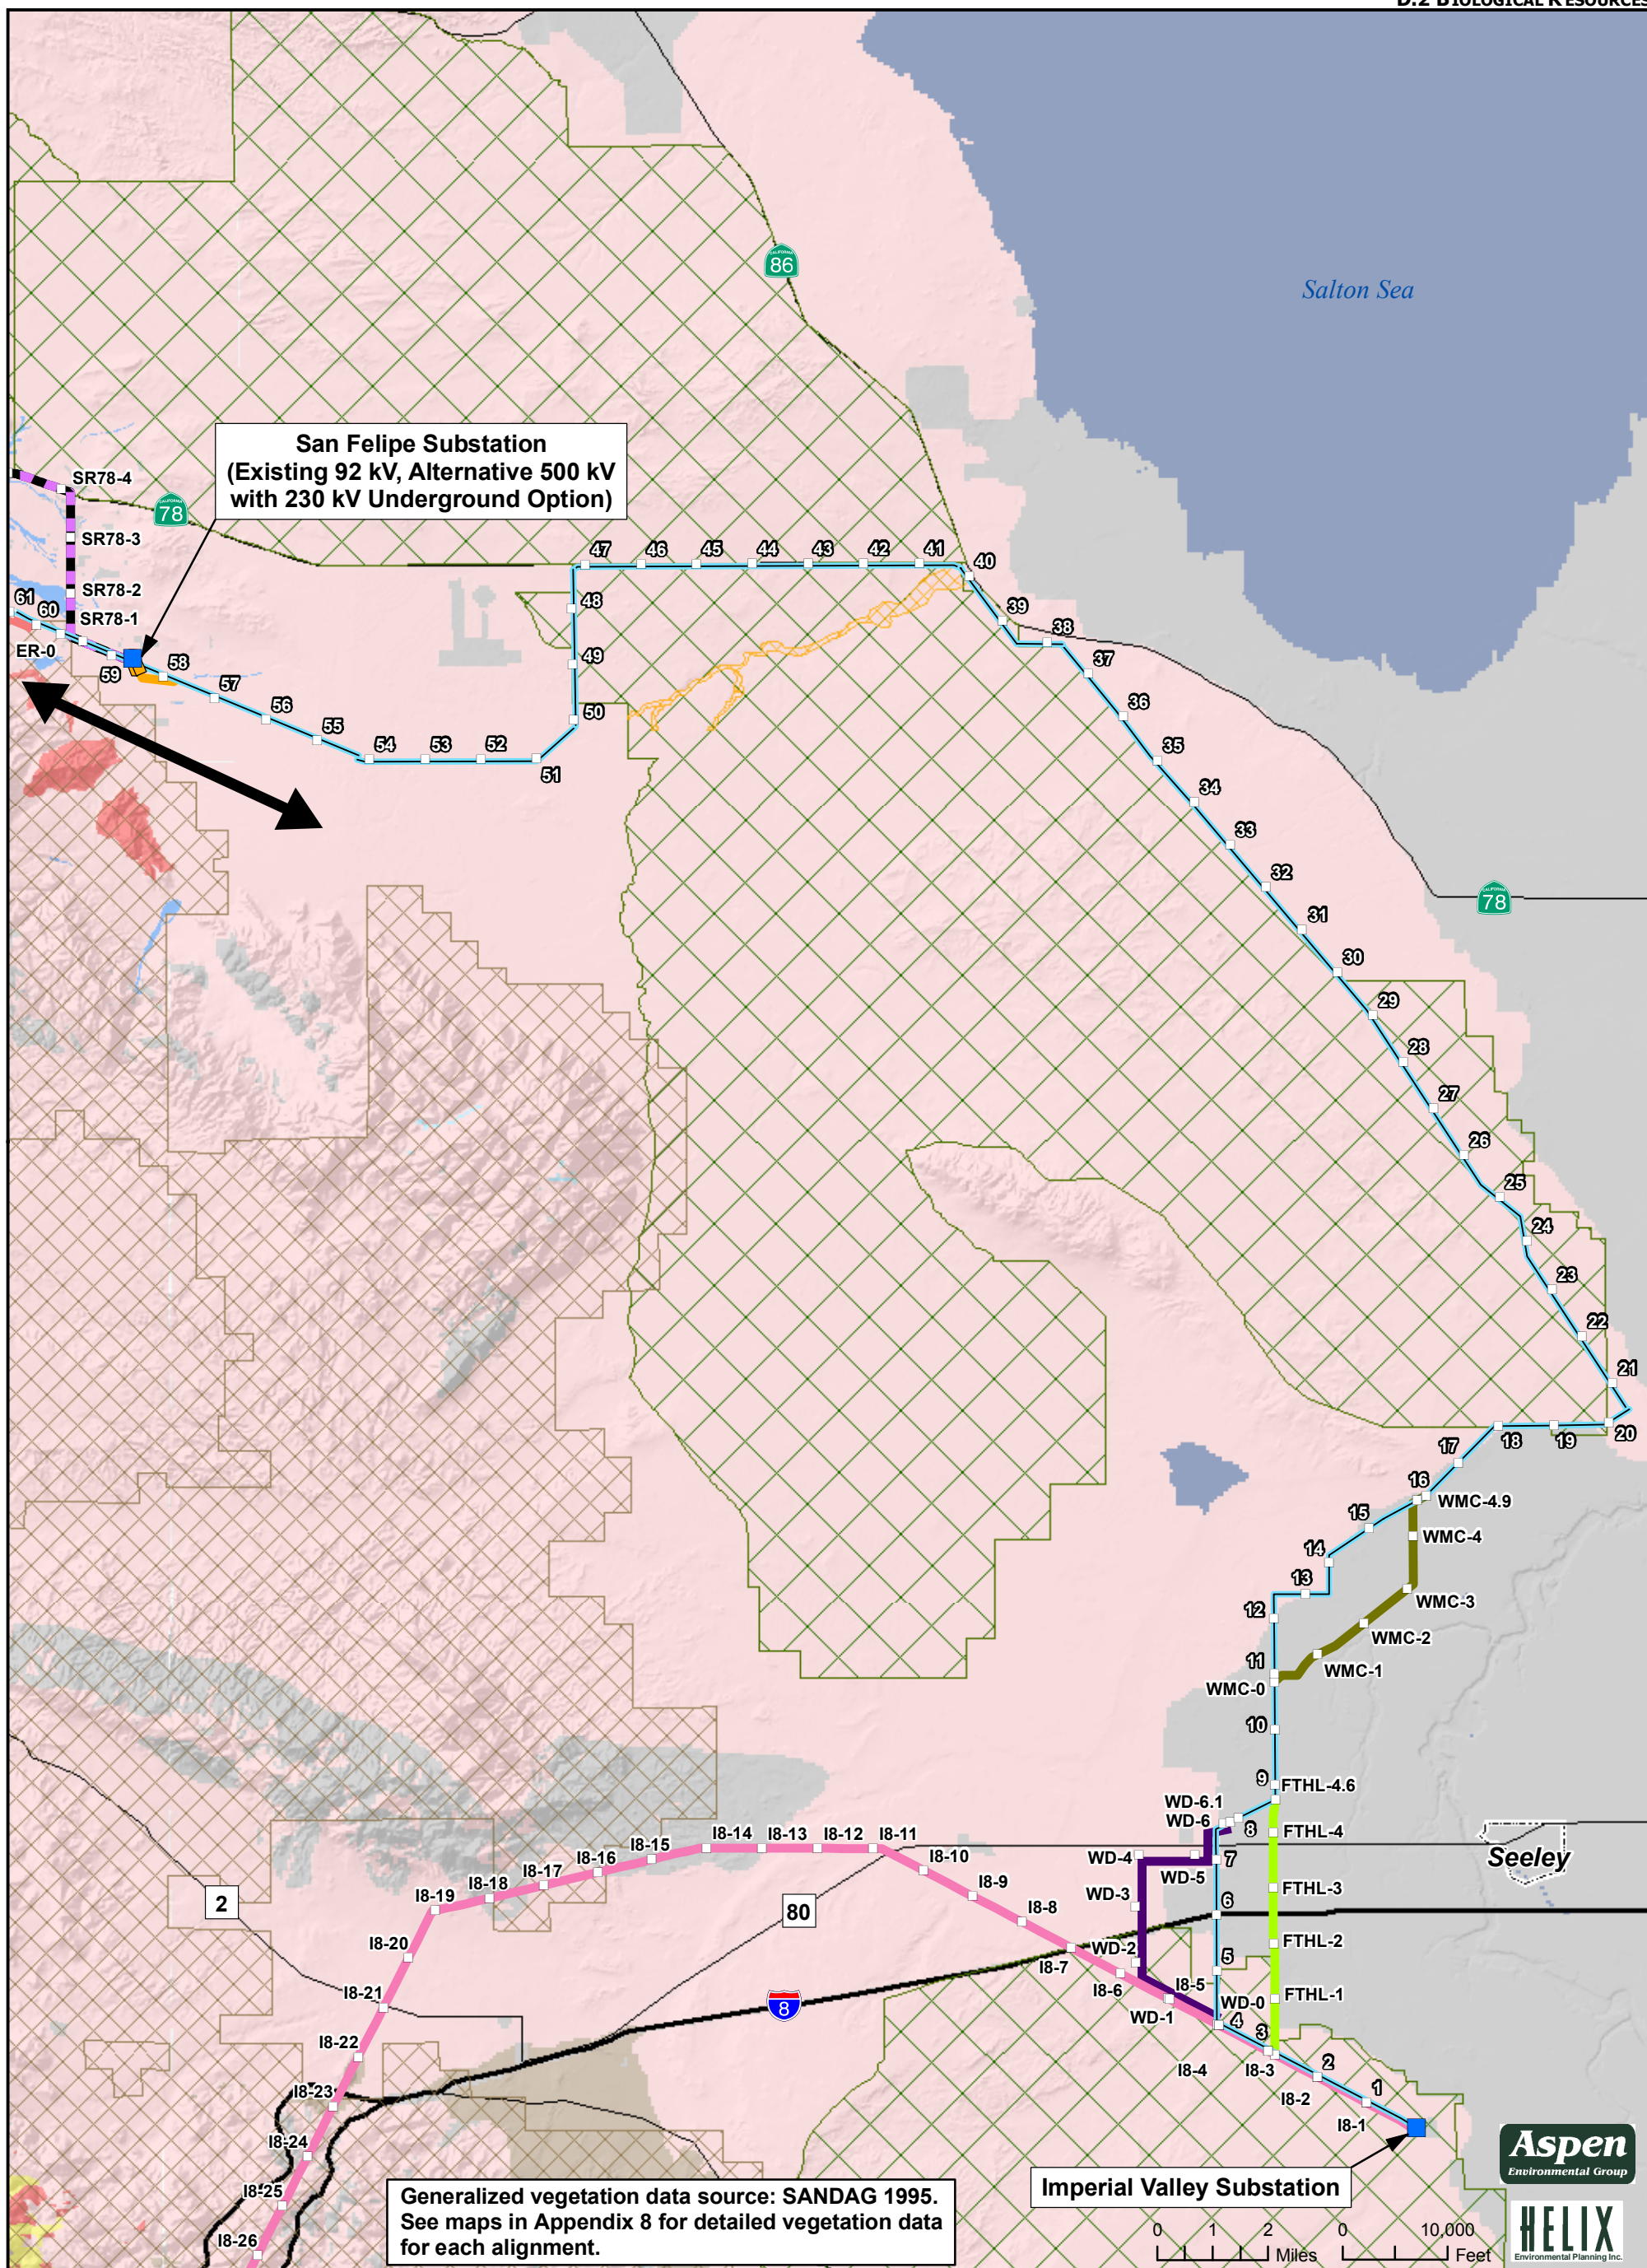 D.2 BIOLOGICAL RESOURCES
CALIFORNIA
86
Salton Sea
San Felipe Substation
(Existing 92 kV, Alternative 500 kV
with 230 kV Underground Option)
SR78-4
CALIFORNIA
78
SR78-3
SR78-2
SR78-1
61
60
ER-0
59
58
57
56
55
54
53
52
51
50
49
48
47
46
45
44
43
42
41
40
39
38
37
36
35
34
33
32
31
30
CALIFORNIA
78
29
28
27
26
25
24
23
22
21
20
19
18
17
16
WMC-4.9
15
WMC-4
14
13
WMC-3
12
WMC-2
11
WMC-1
WMC-0
10
9
FTHL-4.6
WD-6.1
WD-6
8
FTHL-4
Seeley
WD-4
7
WD-5
FTHL-3
WD-3
6
FTHL-2
WD-2
5
I8-5
FTHL-1
WD-0
WD-1
4
3
I8-4
I8-3
2
I8-2
1
I8-1
I8-14
I8-13
I8-12
I8-11
I8-15
I8-10
I8-16
I8-9
I8-17
I8-18
I8-8
I8-19
2
80
I8-7
I8-20
I8-6
8
I8-21
I8-22
I8-23
I8-24
I8-25
I8-26
Imperial Valley Substation
Generalized vegetation data source: SANDAG 1995.
See maps in Appendix 8 for detailed vegetation data
for each alignment.
0 1 2
Miles
0 10,000
Feet
Aspen
Environmental Group
HELIX
Environmental Planning Inc.